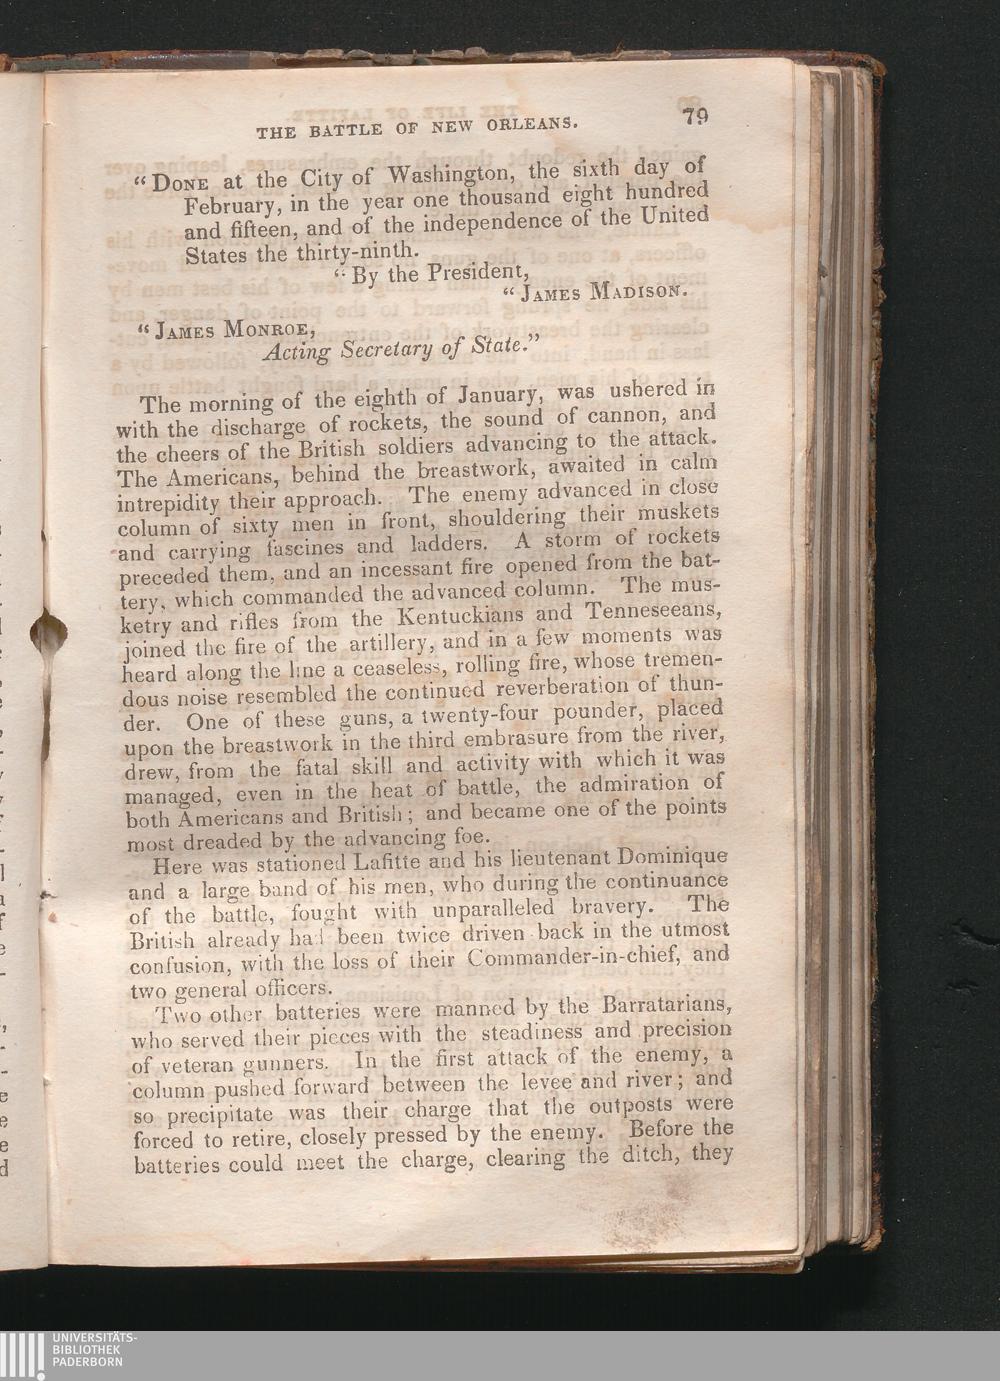 THE BATTLE OF NEW ORLEANS. 79
“DONE at the City of Washington, the sixth day of
February, in the year one thousand eight hundred
and fifteen, and of the independence of the United
States the thirty-ninth.
“ By the President,
“JAMES MADISON.
“JAMES MONROE,
Acting Secretary of State.”
The morning of the eighth of January, was ushered in
with the discharge of rockets, the sound of cannon, and
the cheers of the British soldiers advancing to the attack.
The Americans, behind the breastwork, awaited in calm
intrepidity their approach. The enemy advanced in close
column of sixty men in front, shouldering their muskets
and carrying fascines and ladders. A storm of rockets
preceded them, and an incessant fire opened from the bat-
tery, which commanded the advanced column. The mus-
ketry and rifles from the Kentuckians and Tenneseeans,
joined the fire of the artillery, and in a few moments was
heard along the line a ceaseless, rolling fire, whose tremen-
dous noise resembled the continued reverberation of thun-
der. One of these guns, a twenty-four pounder, placed
upon the breastwork in the third embrasure from the river,
drew, from the fatal skill and activity with which it was
managed, even in the heat of battle, the admiration of
both Americans and British; and became one of the points
most dreaded by the advancing foe.
Here was stationed Lafitte and his lieutenant Dominique
and a large band of his men, who during the continuance
of the battle, fought with unparalleled bravery. The
British already had been twice driven back in the utmost
confusion, with the loss of their Commander-in-chief, and
two general officers.
Two other batteries were manned by the Barratarians,
who served their pieces with the steadiness and precision
of veteran gunners. In the first attack of the enemy, a
column pushed forward between the levee and river; and
so precipitate was their charge that the outposts were
forced to retire, closely pressed by the enemy. Before the
batteries could meet the charge, clearing the ditch, they
UNIVERSITÄTS-
BIBLIOTHEK
PADERBORN